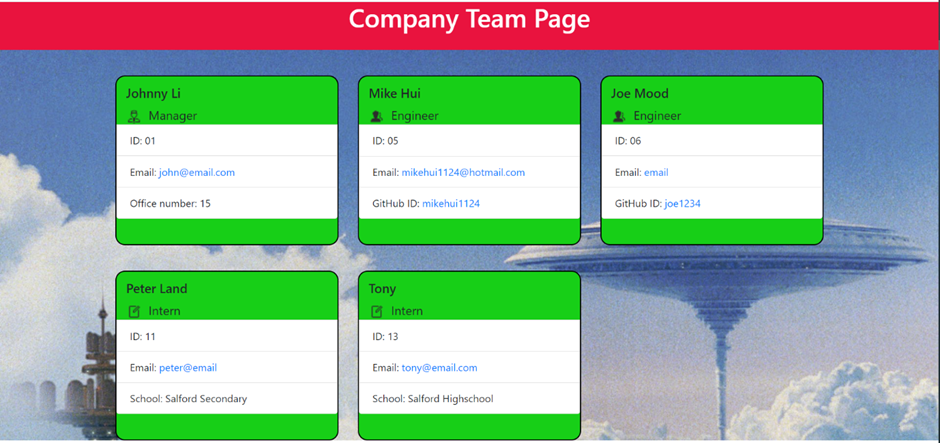 Company Team Page
Johnny Li
Manager
ID: 01
Email: john@email.com
Office number: 15
Mike Hui
Engineer
ID: 05
Email: mikehui1124@hotmail.com
GitHub ID: mikehui1124
Joe Mood
Engineer
ID: 06
Email: email
GitHub ID: joe1234
Peter Land
Intern
ID: 11
Email: peter@email
School: Salford Secondary
Tony
Intern
ID: 13
Email: tony@email.com
School: Salford Highschool